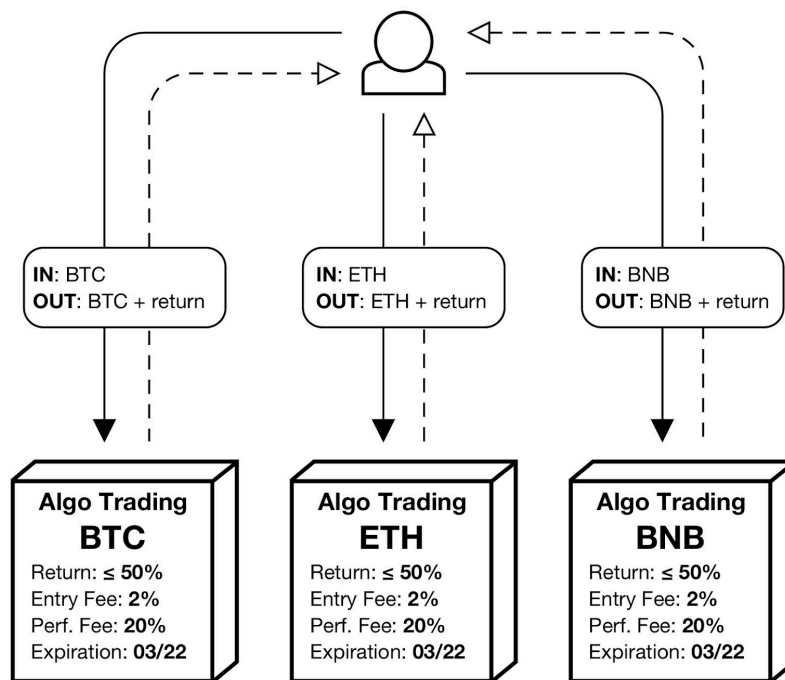 IN: BTC
OUT: BTC + return
IN: ETH
OUT: ETH + return
IN: BNB
OUT: BNB + return
Algo Trading
BTC
Return: ≤ 50%
Entry Fee: 2%
Perf. Fee: 20%
Expiration: 03/22
Algo Trading
ETH
Return: ≤ 50%
Entry Fee: 2%
Perf. Fee: 20%
Expiration: 03/22
Algo Trading
BNB
Return: ≤ 50%
Entry Fee: 2%
Perf. Fee: 20%
Expiration: 03/22